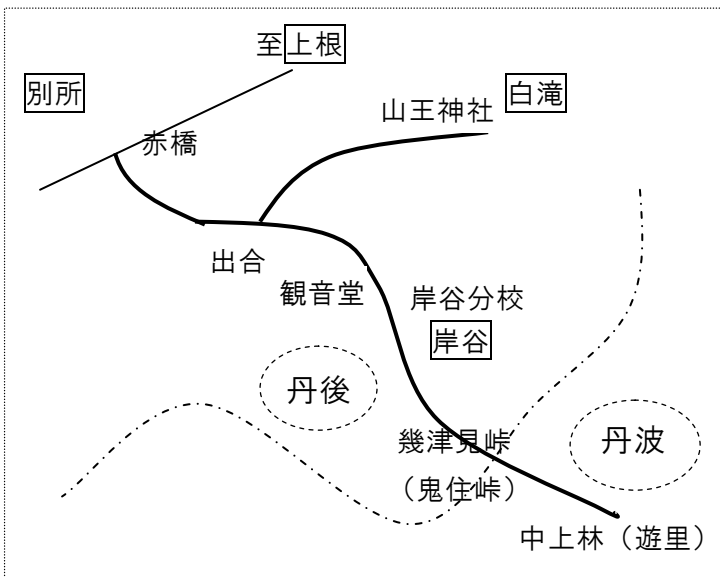 至上根
別所
白滝
山王神社
赤橋
出合
観音堂
岸谷分校
岸谷
丹後
幾津見峠
丹波
（鬼住峠）
中上林（遊里）